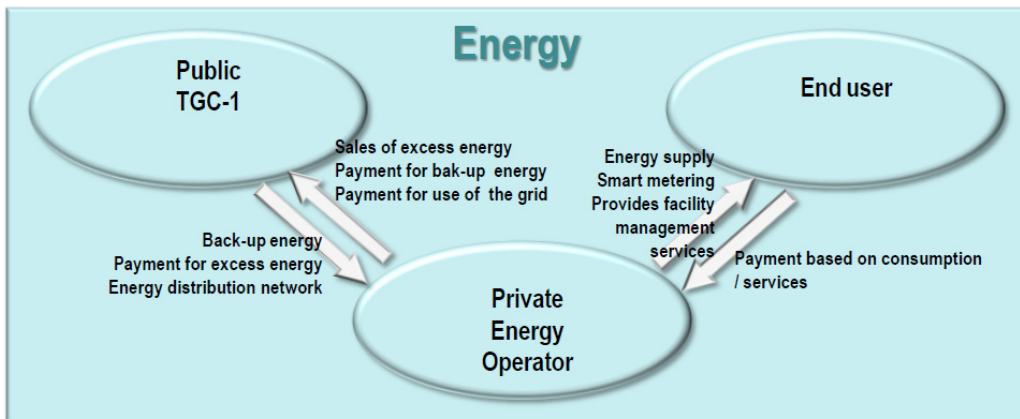 Energy
Public
TGC-1
End user
Sales of excess energy
Payment for bak-up energy
Payment for use of the grid
Energy supply
Smart metering
Provides facility
management
services
Back-up energy
Payment for excess energy
Energy distribution network
Payment based on consumption
/ services
Private
Energy
Operator